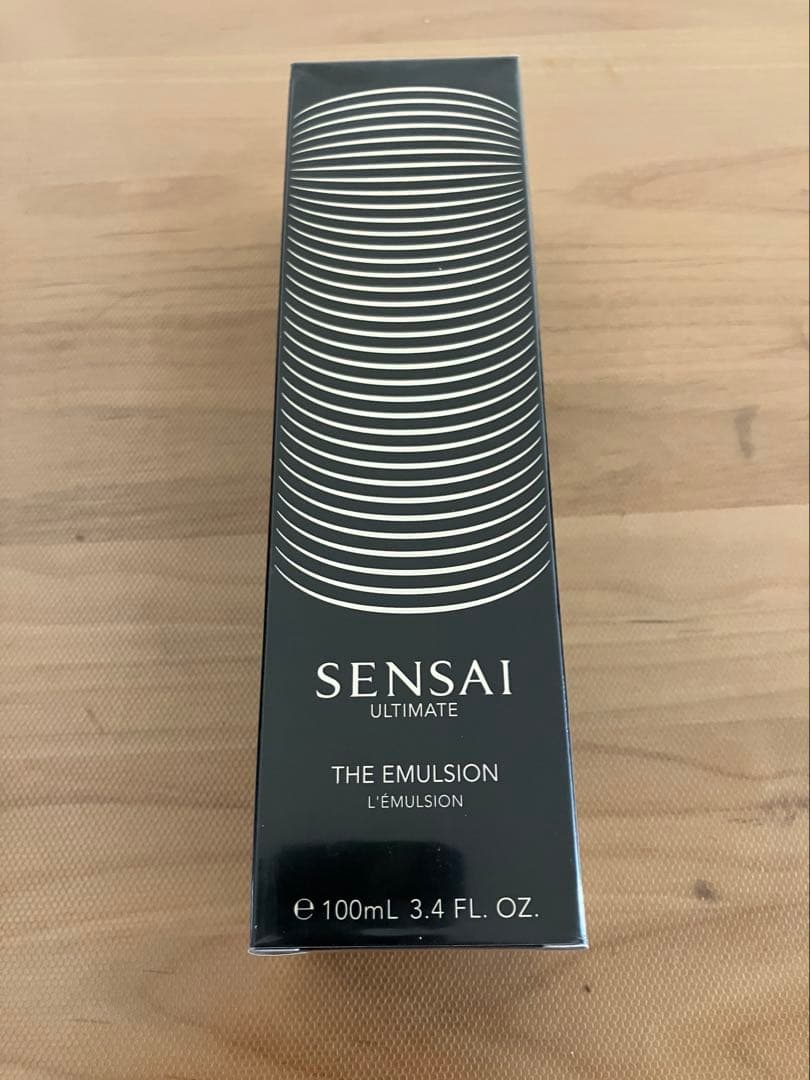 SENSAI
ULTIMATE
THE EMULSION
L'ÉMULSION
℮ 100mL 3.4 FL. OZ.